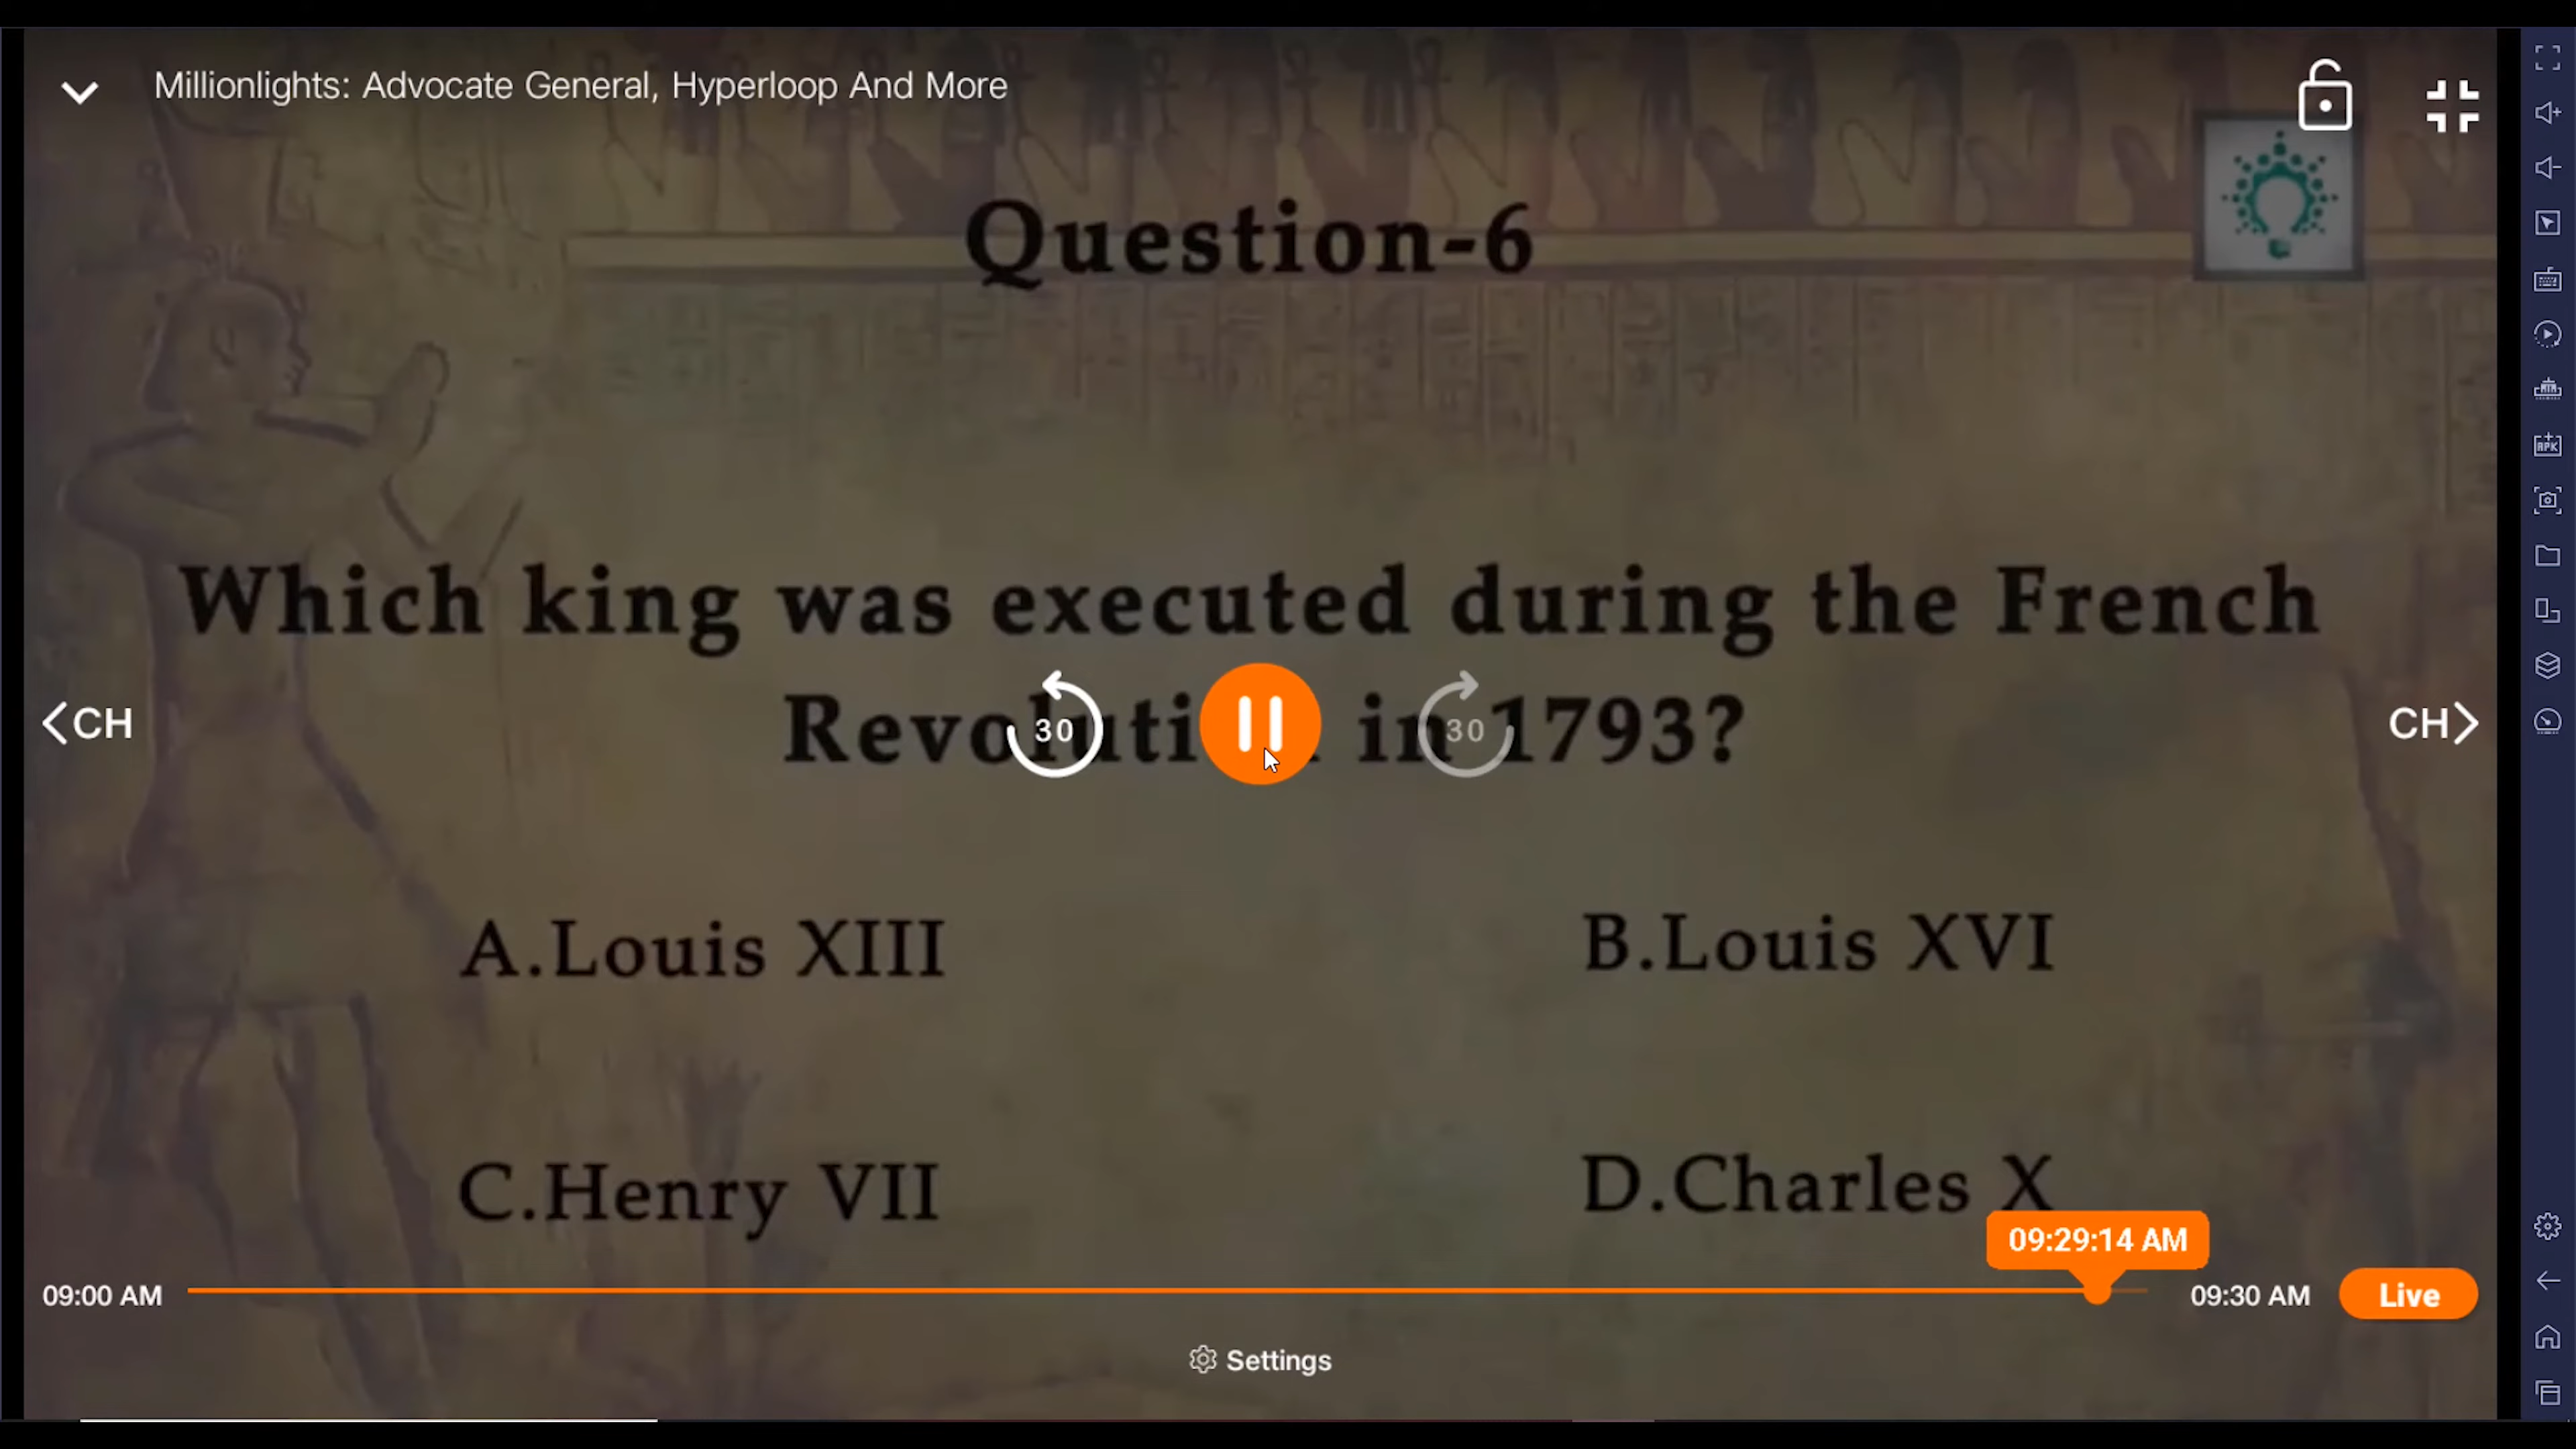 Millionlights: Advocate General, Hyperloop And More
Question-6
Which king was executed during the French
Revolution in 1793?
30
30
CH
CH
A.Louis XIII
B.Louis XVI
C.Henry VII
D.Charles X
09:29:14 AM
09:00 AM
09:30 AM
Live
Settings